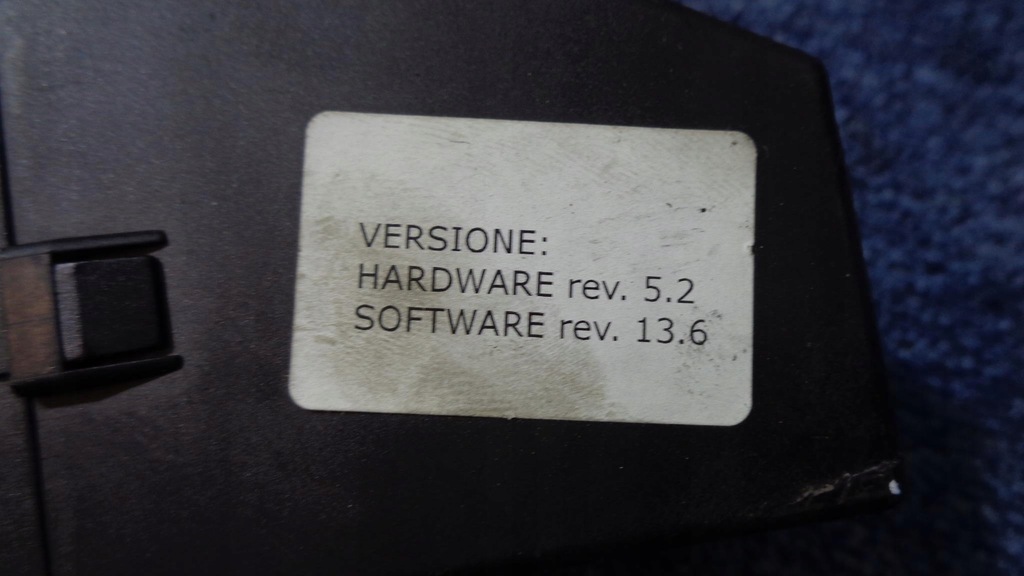 VERSIONE:
HARDWARE rev. 5.2
SOFTWARE rev. 13.6